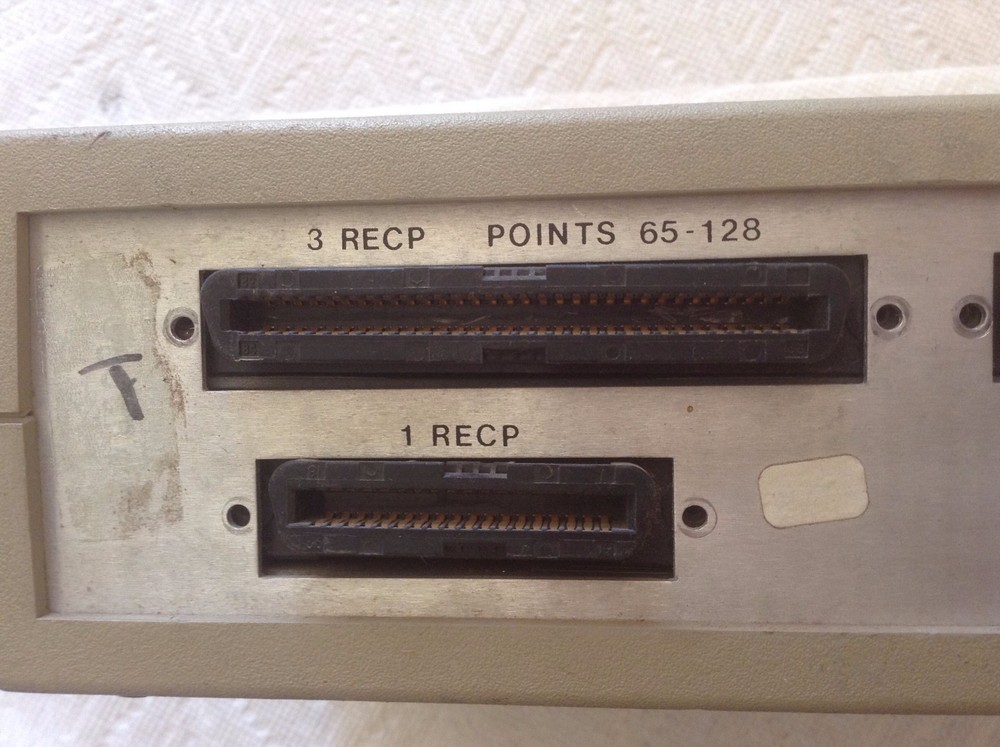 3 RECP POINTS 65-128
T
1 RECP